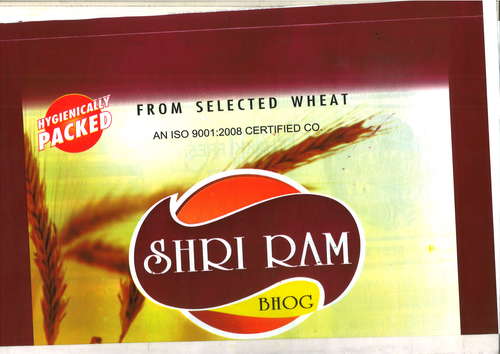 HYGIENICALLY
PACKED
FROM SELECTED WHEAT
AN ISO 9001:2008 CERTIFIED CO.
SHRI RAM
BHOG